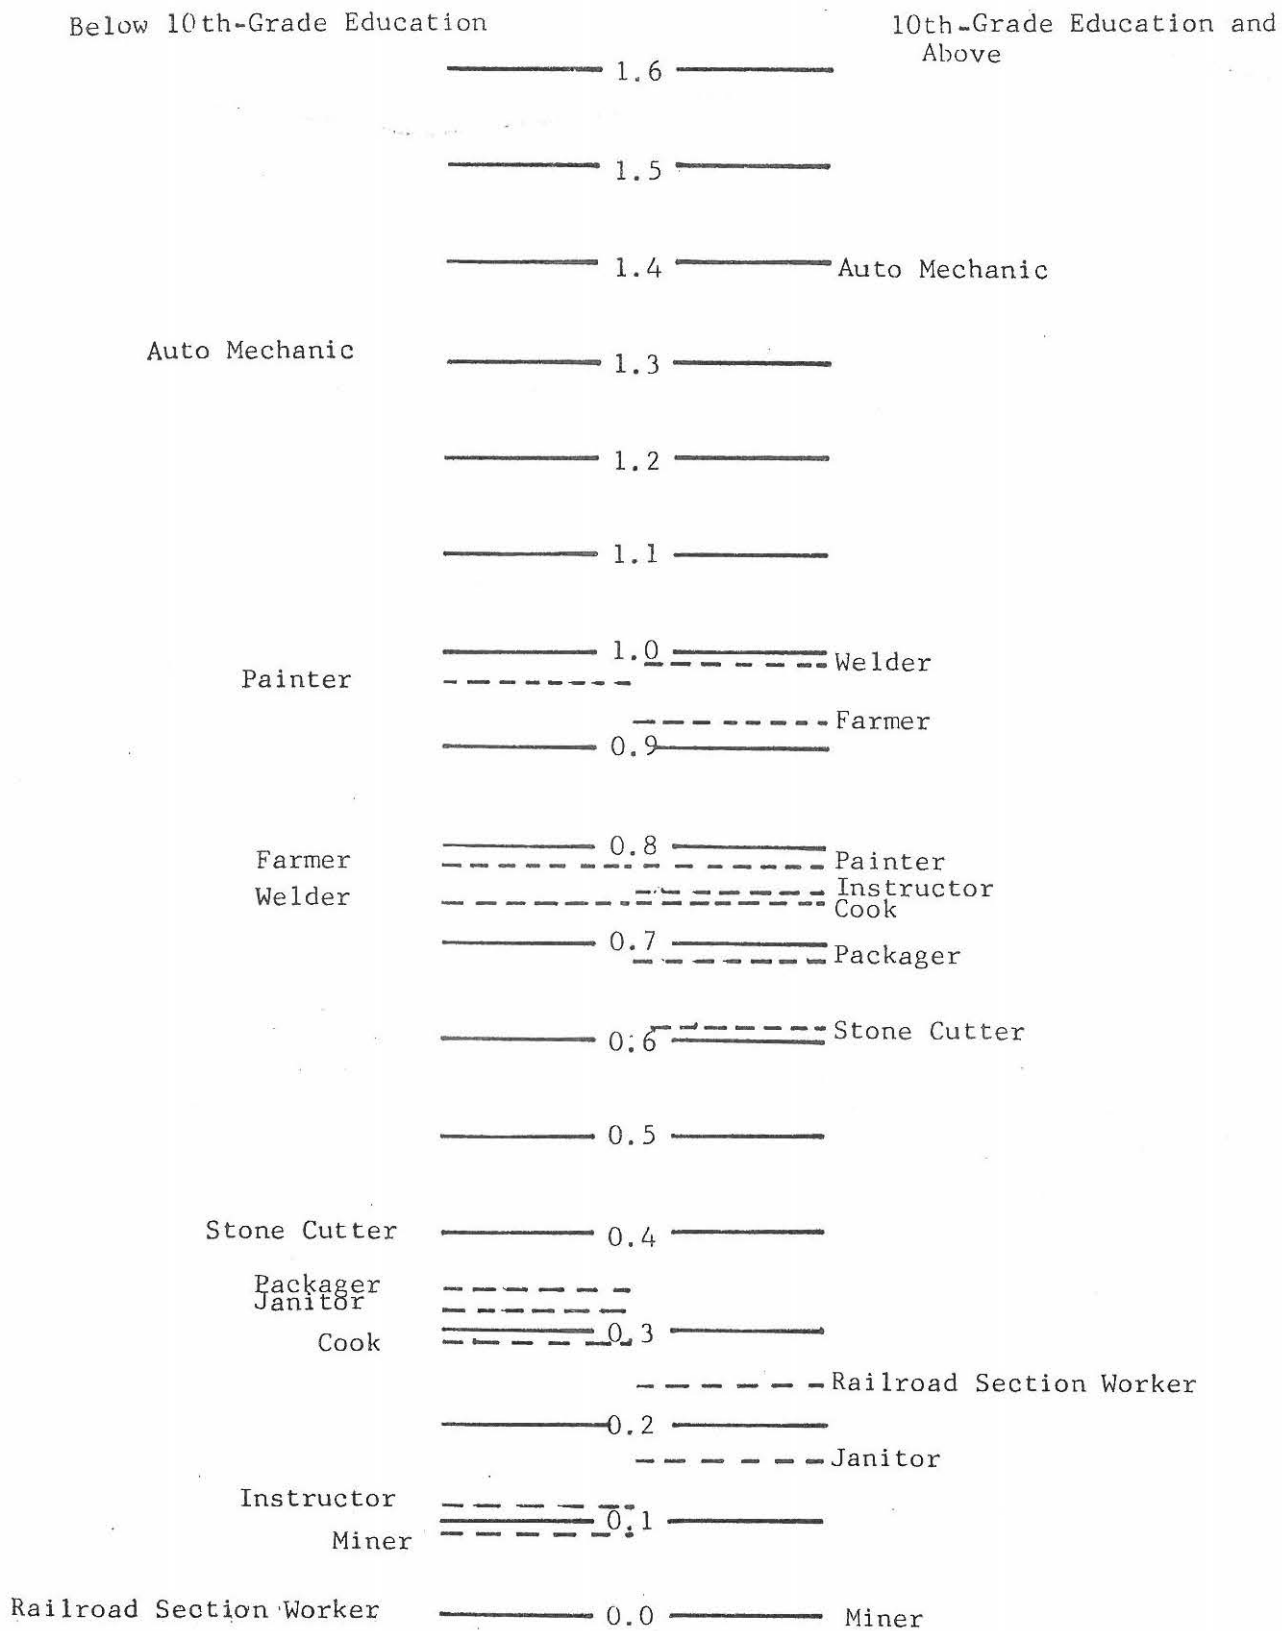 Below 10th-Grade Education
10th-Grade Education and
Above
1.6
1.5
1.4 Auto Mechanic
Auto Mechanic 1.3
1.2
1.1
1.0 Welder
Painter
Farmer
0.9
0.8
Farmer Painter
Instructor
Welder Cook
0.7
Packager
0.6 Stone Cutter
0.5
Stone Cutter 0.4
Packager
Janitor
0.3
Cook
Railroad Section Worker
0.2
Janitor
Instructor
0.1
Miner
Railroad Section Worker 0.0 Miner